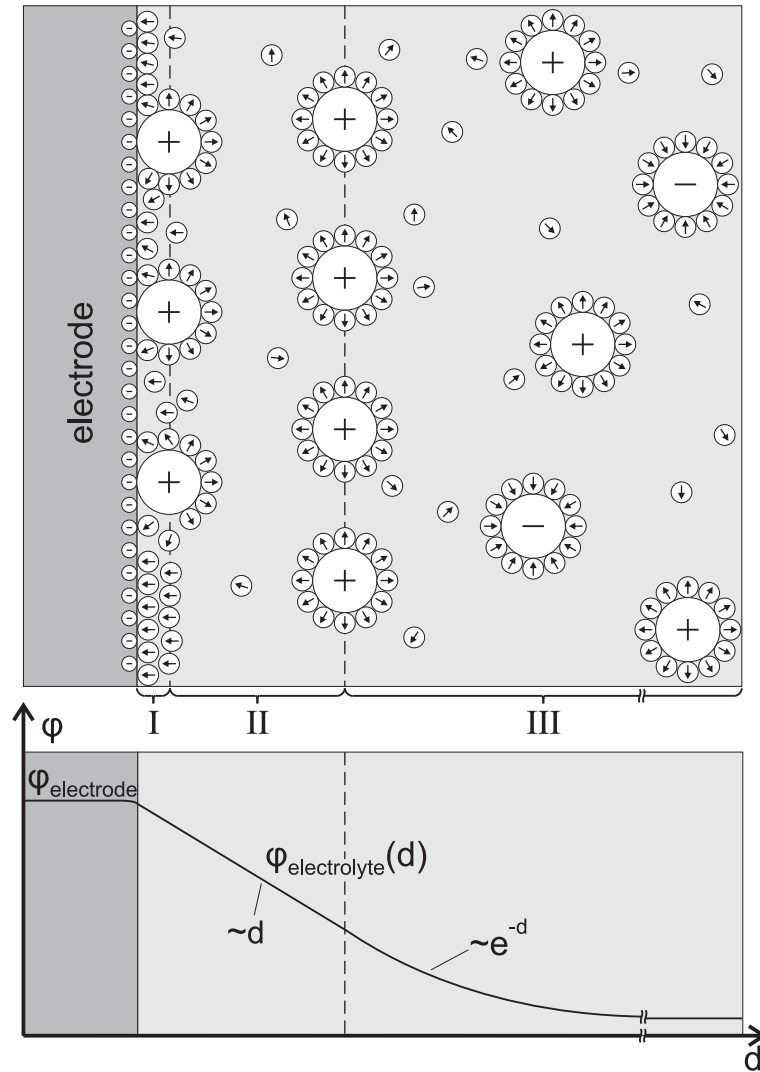 electrode
I II III
φ
φelectrode
φelectrolyte(d)
~d
~e^-d
d